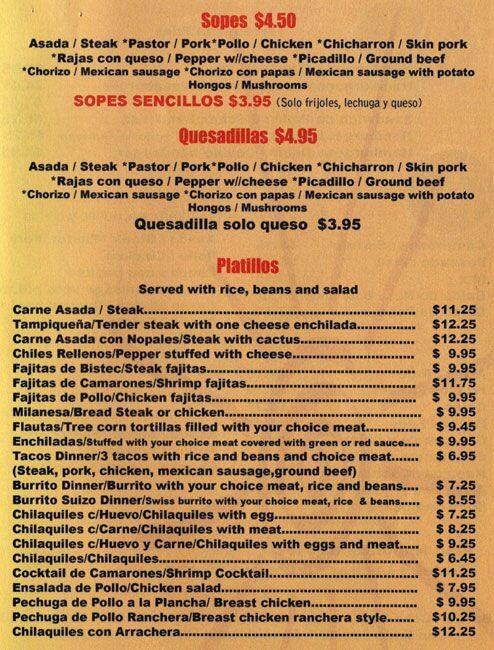 Sopes $4.50
Asada / Steak *Pastor / Pork*Pollo / Chicken *Chicharron / Skin pork
*Rajas con queso / Pepper w//cheese *Picadillo / Ground beef
*Chorizo / Mexican sausage *Chorizo con papas / Mexican sausage with potato
Hongos / Mushrooms
SOPES SENCILLOS $3.95 (Solo frijoles, lechuga y queso)
Quesadillas $4.95
Asada / Steak *Pastor / Pork*Pollo / Chicken *Chicharron / Skin pork
*Rajas con queso / Pepper w//cheese *Picadillo / Ground beef
*Chorizo / Mexican sausage *Chorizo con papas / Mexican sausage with potato
Hongos / Mushrooms
Quesadilla solo queso $3.95
Platillos
Served with rice, beans and salad
Carne Asada / Steak........ $11.25
Tampiqueña/Tender steak with one cheese enchilada........ $12.25
Carne Asada con Nopales/Steak with cactus........ $12.25
Chiles Rellenos/Pepper stuffed with cheese........ $ 9.95
Fajitas de Bistec/Steak fajitas........ $ 9.95
Fajitas de Camarones/Shrimp fajitas........ $11.75
Fajitas de Pollo/Chicken fajitas........ $ 9.95
Milanesa/Bread Steak or chicken........ $ 9.95
Flautas/Tree corn tortillas filled with your choice meat........ $ 9.45
Enchiladas/Stuffed with your choice meat covered with green or red sauce.... $ 9.95
Tacos Dinner/3 tacos with rice and beans and choice meat....... $ 6.95
(Steak, pork, chicken, mexican sausage,ground beef)
Burrito Dinner/Burrito with your choice meat, rice and beans.... $ 7.25
Burrito Suizo Dinner/Swiss burrito with your choice meat, rice & beans..... $ 8.55
Chilaquiles c/Huevo/Chilaquiles with egg........ $ 7.25
Chilaquiles c/Carne/Chilaquiles with meat........ $ 8.25
Chilaquiles c/Huevo y Carne/Chilaquiles with eggs and meat..... $ 9.25
Chilaquiles/Chilaquiles........ $ 6.45
Cocktail de Camarones/Shrimp Cocktail........ $11.25
Ensalada de Pollo/Chicken salad........ $ 7.95
Pechuga de Pollo a la Plancha/ Breast chicken........ $ 9.95
Pechuga de Pollo Ranchera/Breast chicken ranchera style....... $10.25
Chilaquiles con Arrachera........ $12.25